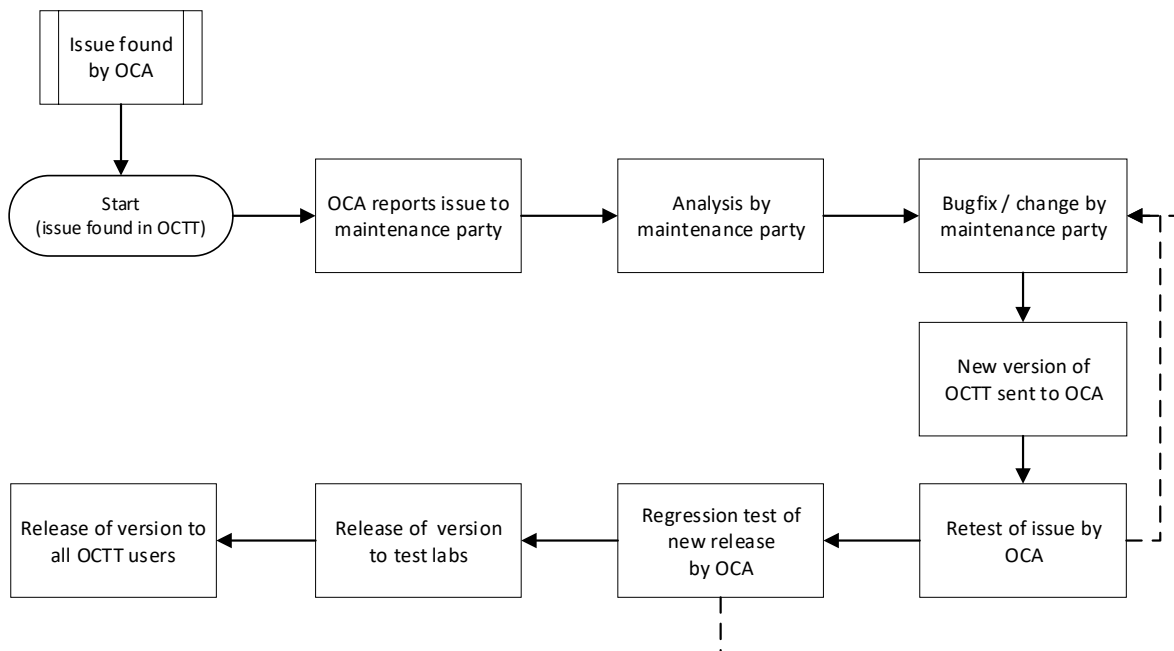 Issue found
by OCA
Start
(issue found in OCTT)
OCA reports issue to
maintenance party
Analysis by
maintenance party
Bugfix / change by
maintenance party
New version of
OCTT sent to OCA
Retest of issue by
OCA
Regression test of
new release
by OCA
Release of version
to test labs
Release of version to
all OCTT users